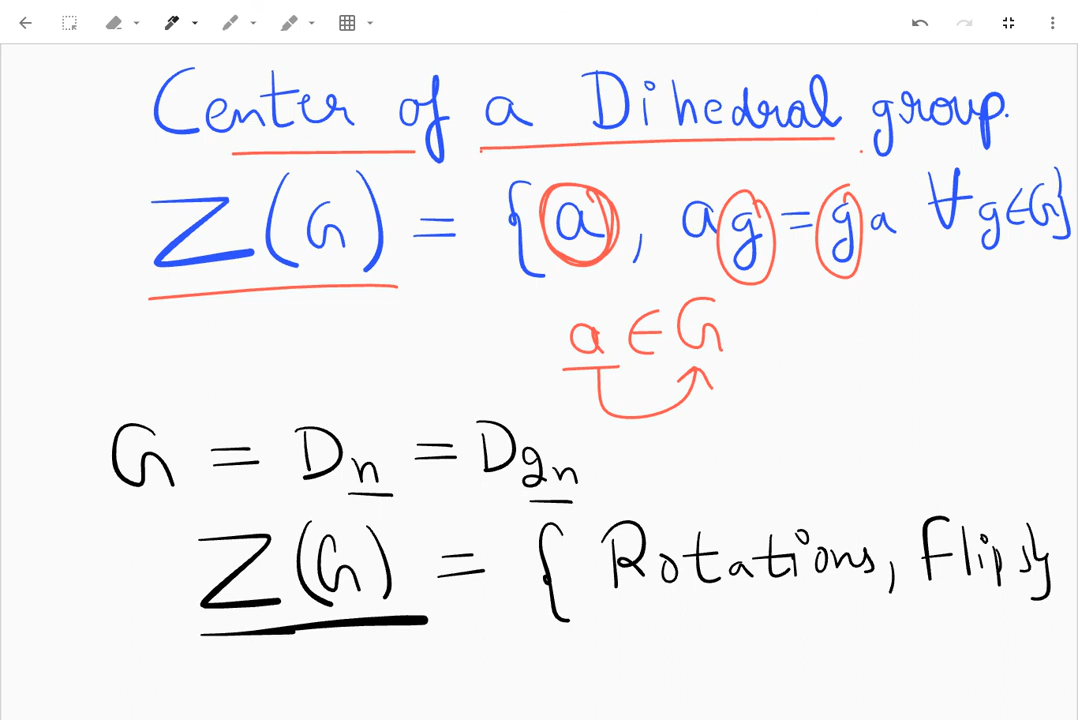 Center of a Dihedral group.
Z(G) = {a, ag = ga ∀g∈G}
a ∈ G
G = Dn = D2n
Z(G) = { Rotations, Flips}